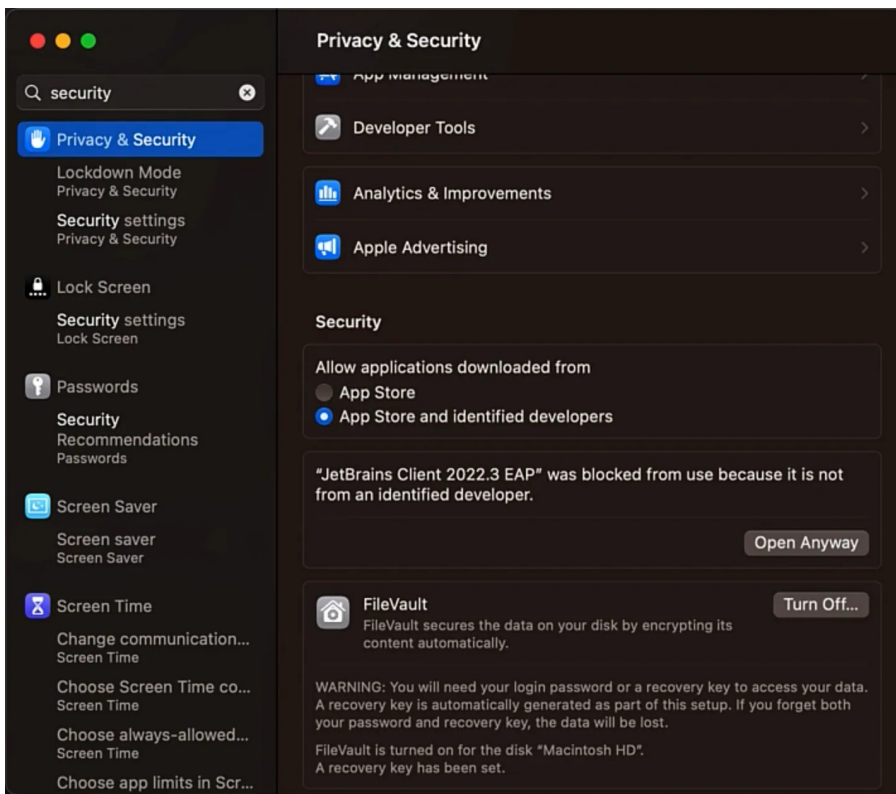 Privacy & Security
security
Privacy & Security
Lockdown Mode
Privacy & Security
Security settings
Privacy & Security
Lock Screen
Security settings
Lock Screen
Passwords
Security
Recommendations
Passwords
Screen Saver
Screen saver
Screen Saver
Screen Time
Change communication...
Screen Time
Choose Screen Time co...
Screen Time
Choose always-allowed...
Screen Time
Choose app limits in Scr...
App Management
Developer Tools
Analytics & Improvements
Apple Advertising
Security
Allow applications downloaded from
App Store
App Store and identified developers
“JetBrains Client 2022.3 EAP” was blocked from use because it is not
from an identified developer.
Open Anyway
FileVault
Turn Off...
FileVault secures the data on your disk by encrypting its
content automatically.
WARNING: You will need your login password or a recovery key to access your data.
A recovery key is automatically generated as part of this setup. If you forget both
your password and recovery key, the data will be lost.
FileVault is turned on for the disk “Macintosh HD”.
A recovery key has been set.